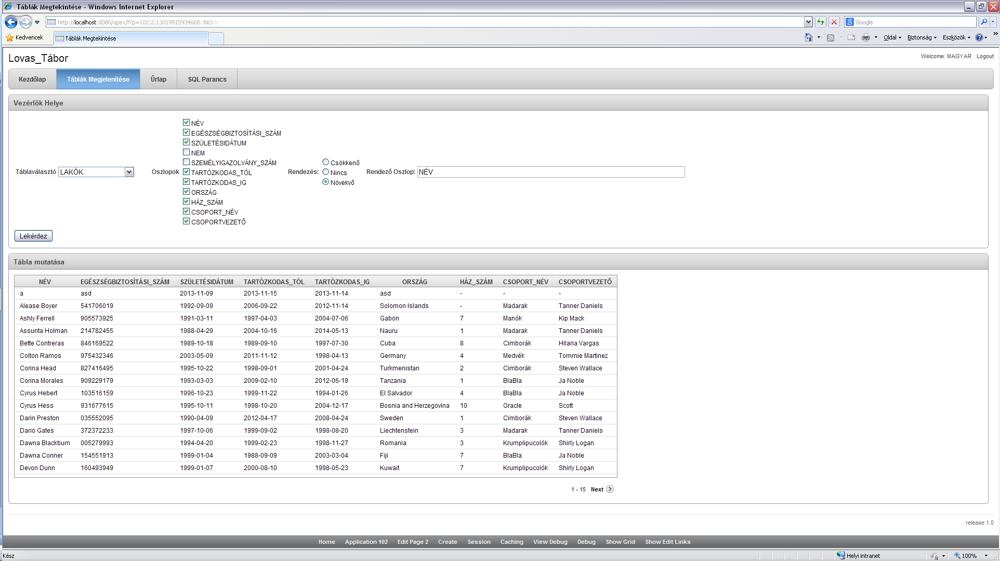 Táblák Megtekintése - Windows Internet Explorer
http://localhost:8080/apex/f?p=102:2:13019515934668::NO:::
Google
Kedvencek
Táblák Megtekintése
Oldal
Biztonság
Eszközök
Lovas_Tábor
Welcome: MAGYAR Logout
Kezdőlap Táblák Megjelenítése Űrlap SQL Parancs
Vezérlők Helye
NÉV
EGÉSZSÉGBIZTOSÍTÁSI_SZÁM
SZÜLETÉSIDÁTUM
NEM
SZEMÉLYIGAZOLVÁNY_SZÁM
Táblaválasztó LAKÓK Oszlopok TARTÓZKODAS_TÓL
TARTÓZKODAS_IG
ORSZÁG
HÁZ_SZÁM
CSOPORT_NÉV
CSOPORTVEZETŐ
Rendezés:
Csökkenő
Nincs
Növekvő
Rendező Oszlop: NÉV
Lekérdez
Tábla mutatása
NÉV EGÉSZSÉGBIZTOSÍTÁSI_SZÁM SZÜLETÉSIDÁTUM TARTÓZKODAS_TÓL TARTÓZKODAS_IG ORSZÁG HÁZ_SZÁM CSOPORT_NÉV CSOPORTVEZETŐ
a asd 2013-11-09 2013-11-15 2013-11-14 asd - - -
Alease Boyer 541706019 1992-09-09 2006-09-22 2012-11-14 Solomon Islands - Madarak Tanner Daniels
Ashly Ferrell 905573925 1991-03-11 1997-04-03 2004-07-06 Gabon 7 Manók Kip Mack
Assunta Holman 214782455 1988-04-29 2004-10-16 2014-05-13 Nauru 1 Madarak Tanner Daniels
Bette Contreras 846169522 1989-10-18 1989-09-10 1997-07-30 Cuba 8 Cimborák Hilaria Vargas
Colton Ramos 975432346 2003-05-09 2011-11-12 1998-04-13 Germany 4 Medvék Tommie Martinez
Corina Head 827416495 1995-10-22 1998-09-01 2001-04-24 Turkmenistan 2 Cimborák Steven Wallace
Corina Morales 909229179 1993-03-03 2009-02-10 2012-06-19 Tanzania 1 BlaBla Ja Noble
Cyrus Hebert 103516159 1996-10-23 1999-11-22 1994-01-26 El Salvador 4 BlaBla Ja Noble
Cyrus Hess 931677615 1995-10-11 1998-10-20 2004-12-17 Bosnia and Herzegovina 10 Oracle Scott
Darin Preston 035552095 1990-04-09 2012-04-17 2008-04-24 Sweden 1 Cimborák Steven Wallace
Dario Gates 372372233 1997-10-06 1999-09-02 1998-08-20 Liechtenstein 3 Madarak Tanner Daniels
Dawna Blackburn 005279993 1994-04-20 1999-02-23 1998-11-27 Romania 3 Krumplipucolók Shirly Logan
Dawna Conner 154551913 1999-01-04 1988-09-09 2003-03-04 Fiji 7 BlaBla Ja Noble
Devon Dunn 160493949 1999-01-07 2000-08-10 1998-05-23 Kuwait 7 Krumplipucolók Shirly Logan
1 - 15 Next
release 1.0
Home Application 102 Edit Page 2 Create Session Caching View Debug Debug Show Grid Show Edit Links
Kész Helyi intranet 100%